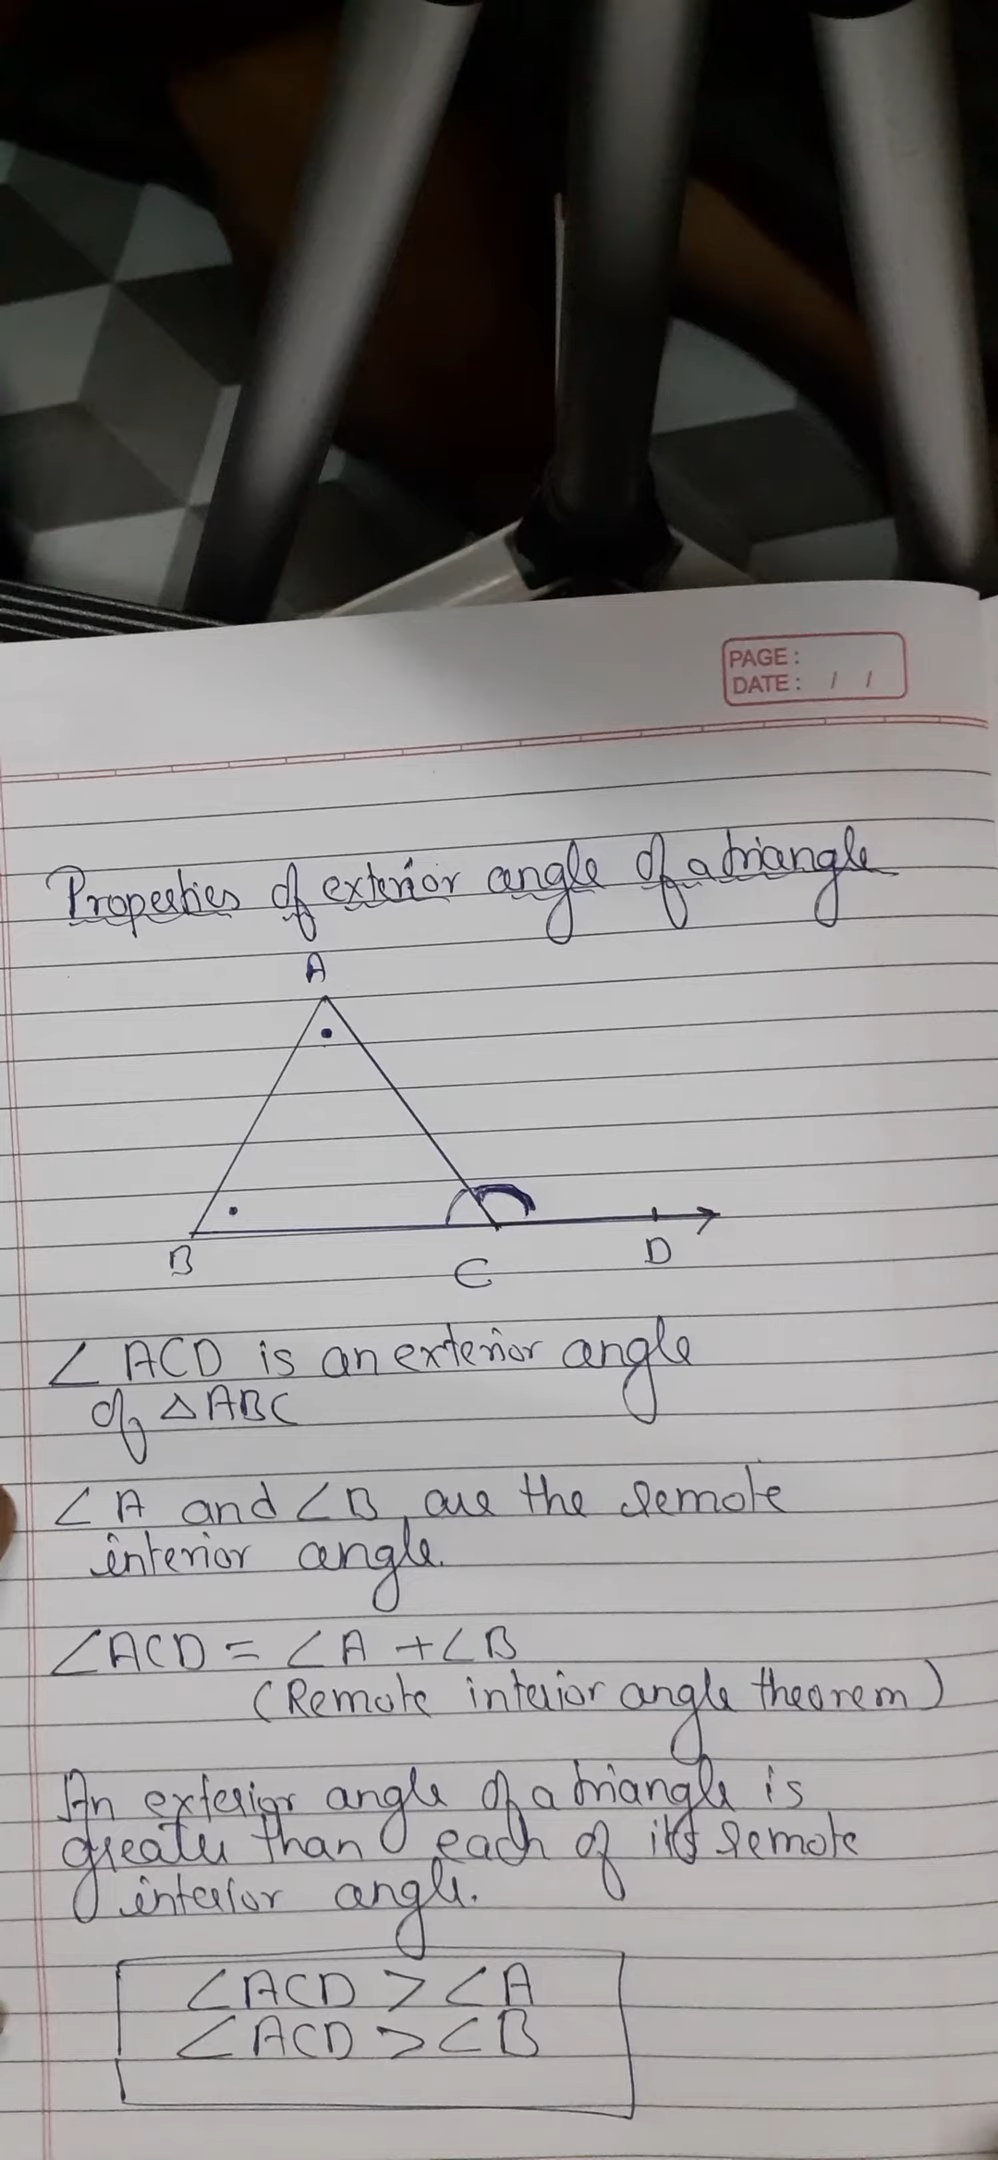 PAGE :
DATE : / /
Properties of exterior angle of a triangle
A
B
C
D
∠ ACD is an exterior angle
of △ABC
∠A and ∠B are the remote
interior angle.
∠ACD = ∠A + ∠B
(Remote interior angle theorem)
An exterior angle of a triangle is
greater than each of its remote
interior angle.
∠ACD > ∠A
∠ACD > ∠B